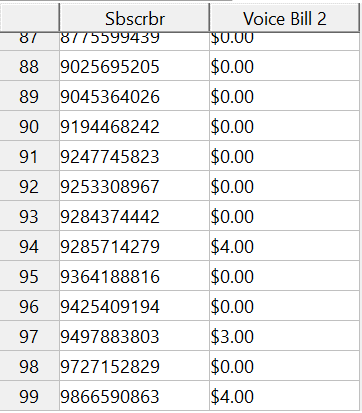 Sbscrbr Voice Bill 2
87 8775599439 $0.00
88 9025695205 $0.00
89 9045364026 $0.00
90 9194468242 $0.00
91 9247745823 $0.00
92 9253308967 $0.00
93 9284374442 $0.00
94 9285714279 $4.00
95 9364188816 $0.00
96 9425409194 $0.00
97 9497883803 $3.00
98 9727152829 $0.00
99 9866590863 $4.00